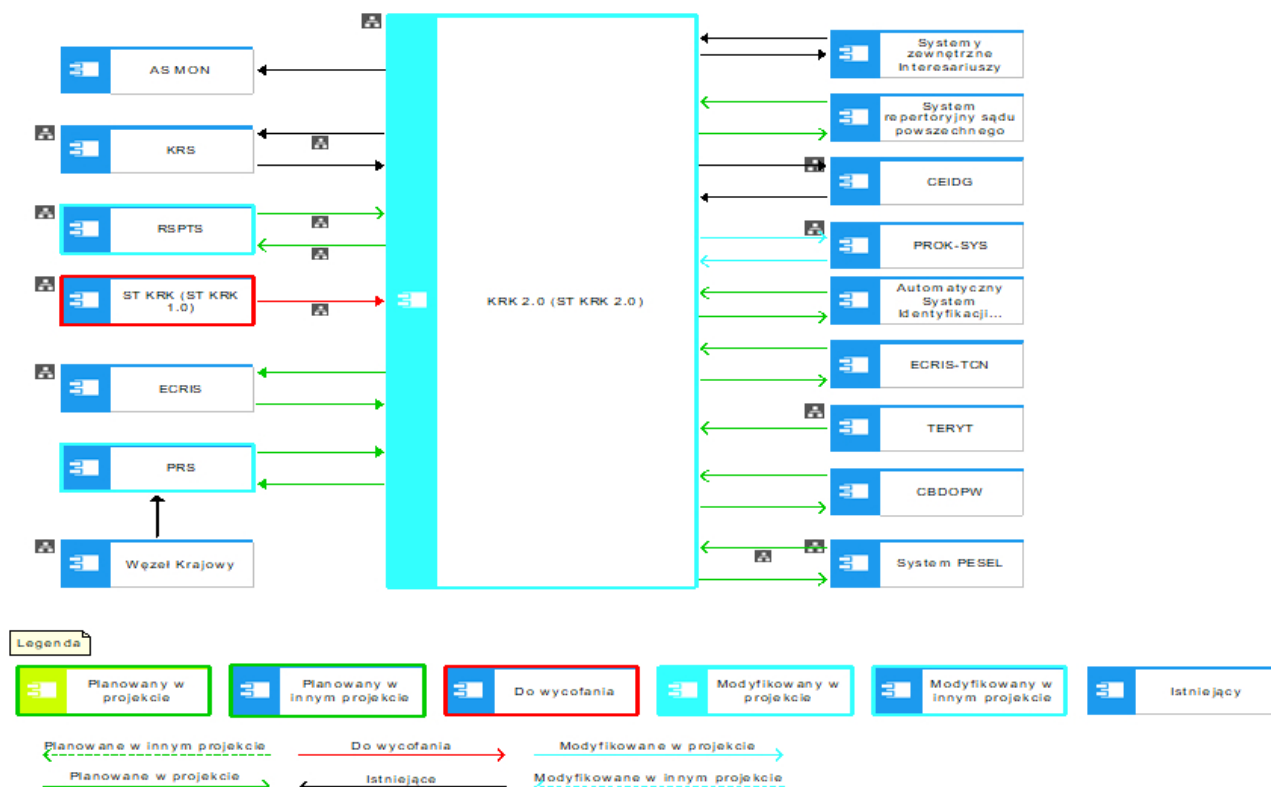 AS MON
KRS
RSPTS
ST KRK (ST KRK
1.0)
ECRIS
PRS
Węzeł Krajowy
KRK 2.0 (ST KRK 2.0)
Systemy
zewnętrzne
Interesariuszy
System
repertoryjny sądu
powszechnego
CEIDG
PROK-SYS
Automatyczny
System
Identyfikacji...
ECRIS-TCN
TERYT
CBDOPW
System PESEL
Legenda
Planowany w
projekcie
Planowany w
innym projekcie
Do wycofania
Modyfikowany w
projekcie
Modyfikowany w
innym projekcie
Istniejący
Planowane w innym projekcie
Do wycofania
Modyfikowane w projekcie
Planowane w projekcie
Istniejące
Modyfikowane w innym projekcie